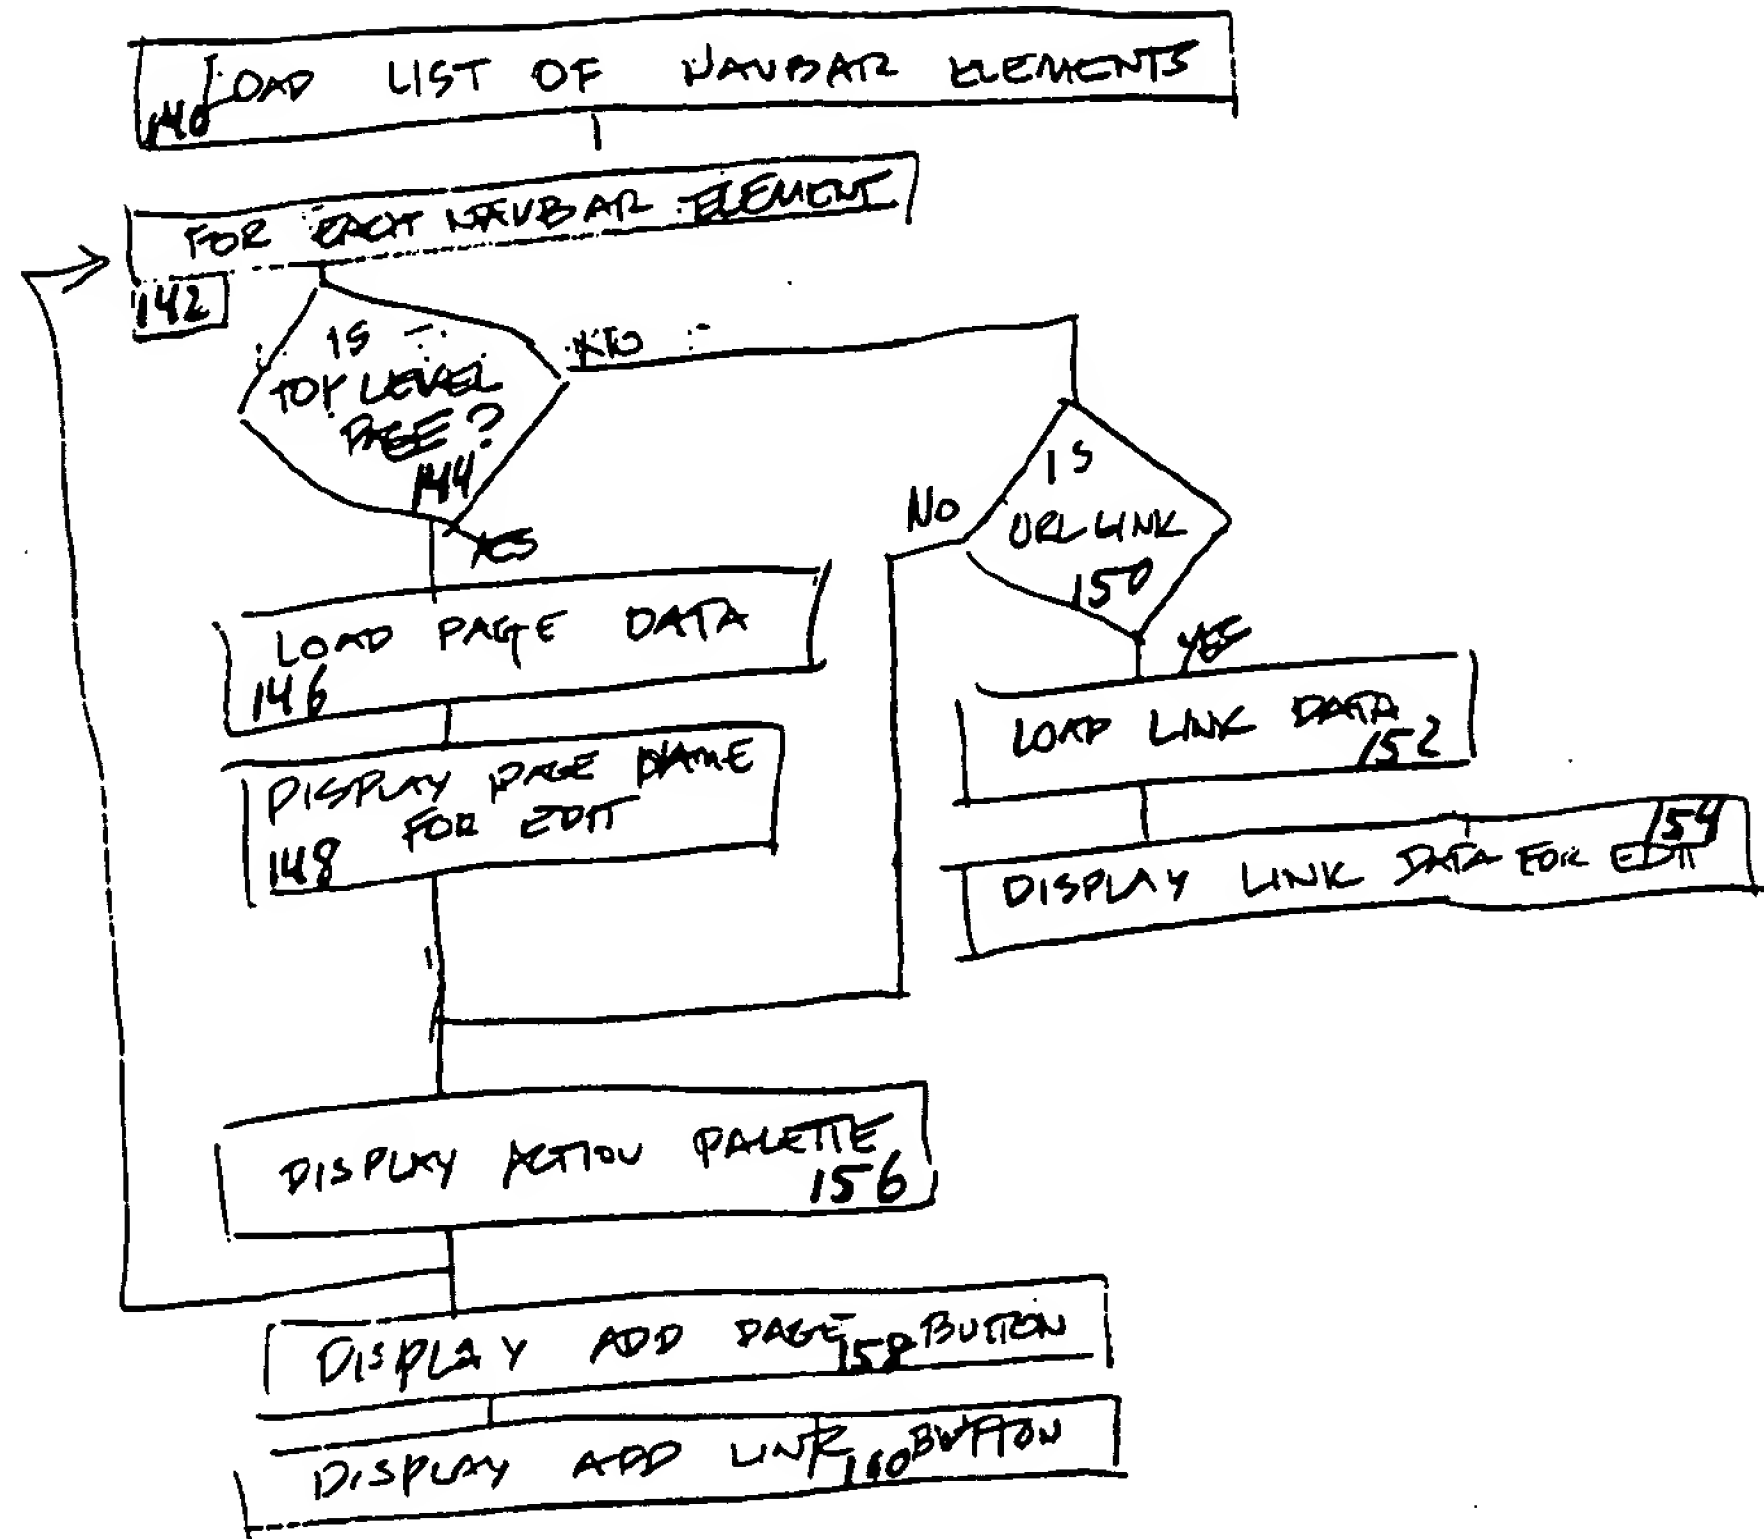 LOAD LIST OF NAVBAR ELEMENTS
140
FOR EACH NAVBAR ELEMENT
142
IS
TOP LEVEL
PAGE?
144
NO
YES
IS
URL LINK
150
NO
YES
LOAD PAGE DATA
146
LOAD LINK DATA
152
DISPLAY PAGE NAME
FOR EDIT
148
154
DISPLAY LINK DATA FOR EDIT
DISPLAY ACTION PALETTE
156
DISPLAY ADD PAGE BUTTON
158
DISPLAY ADD LINK BUTTON
160